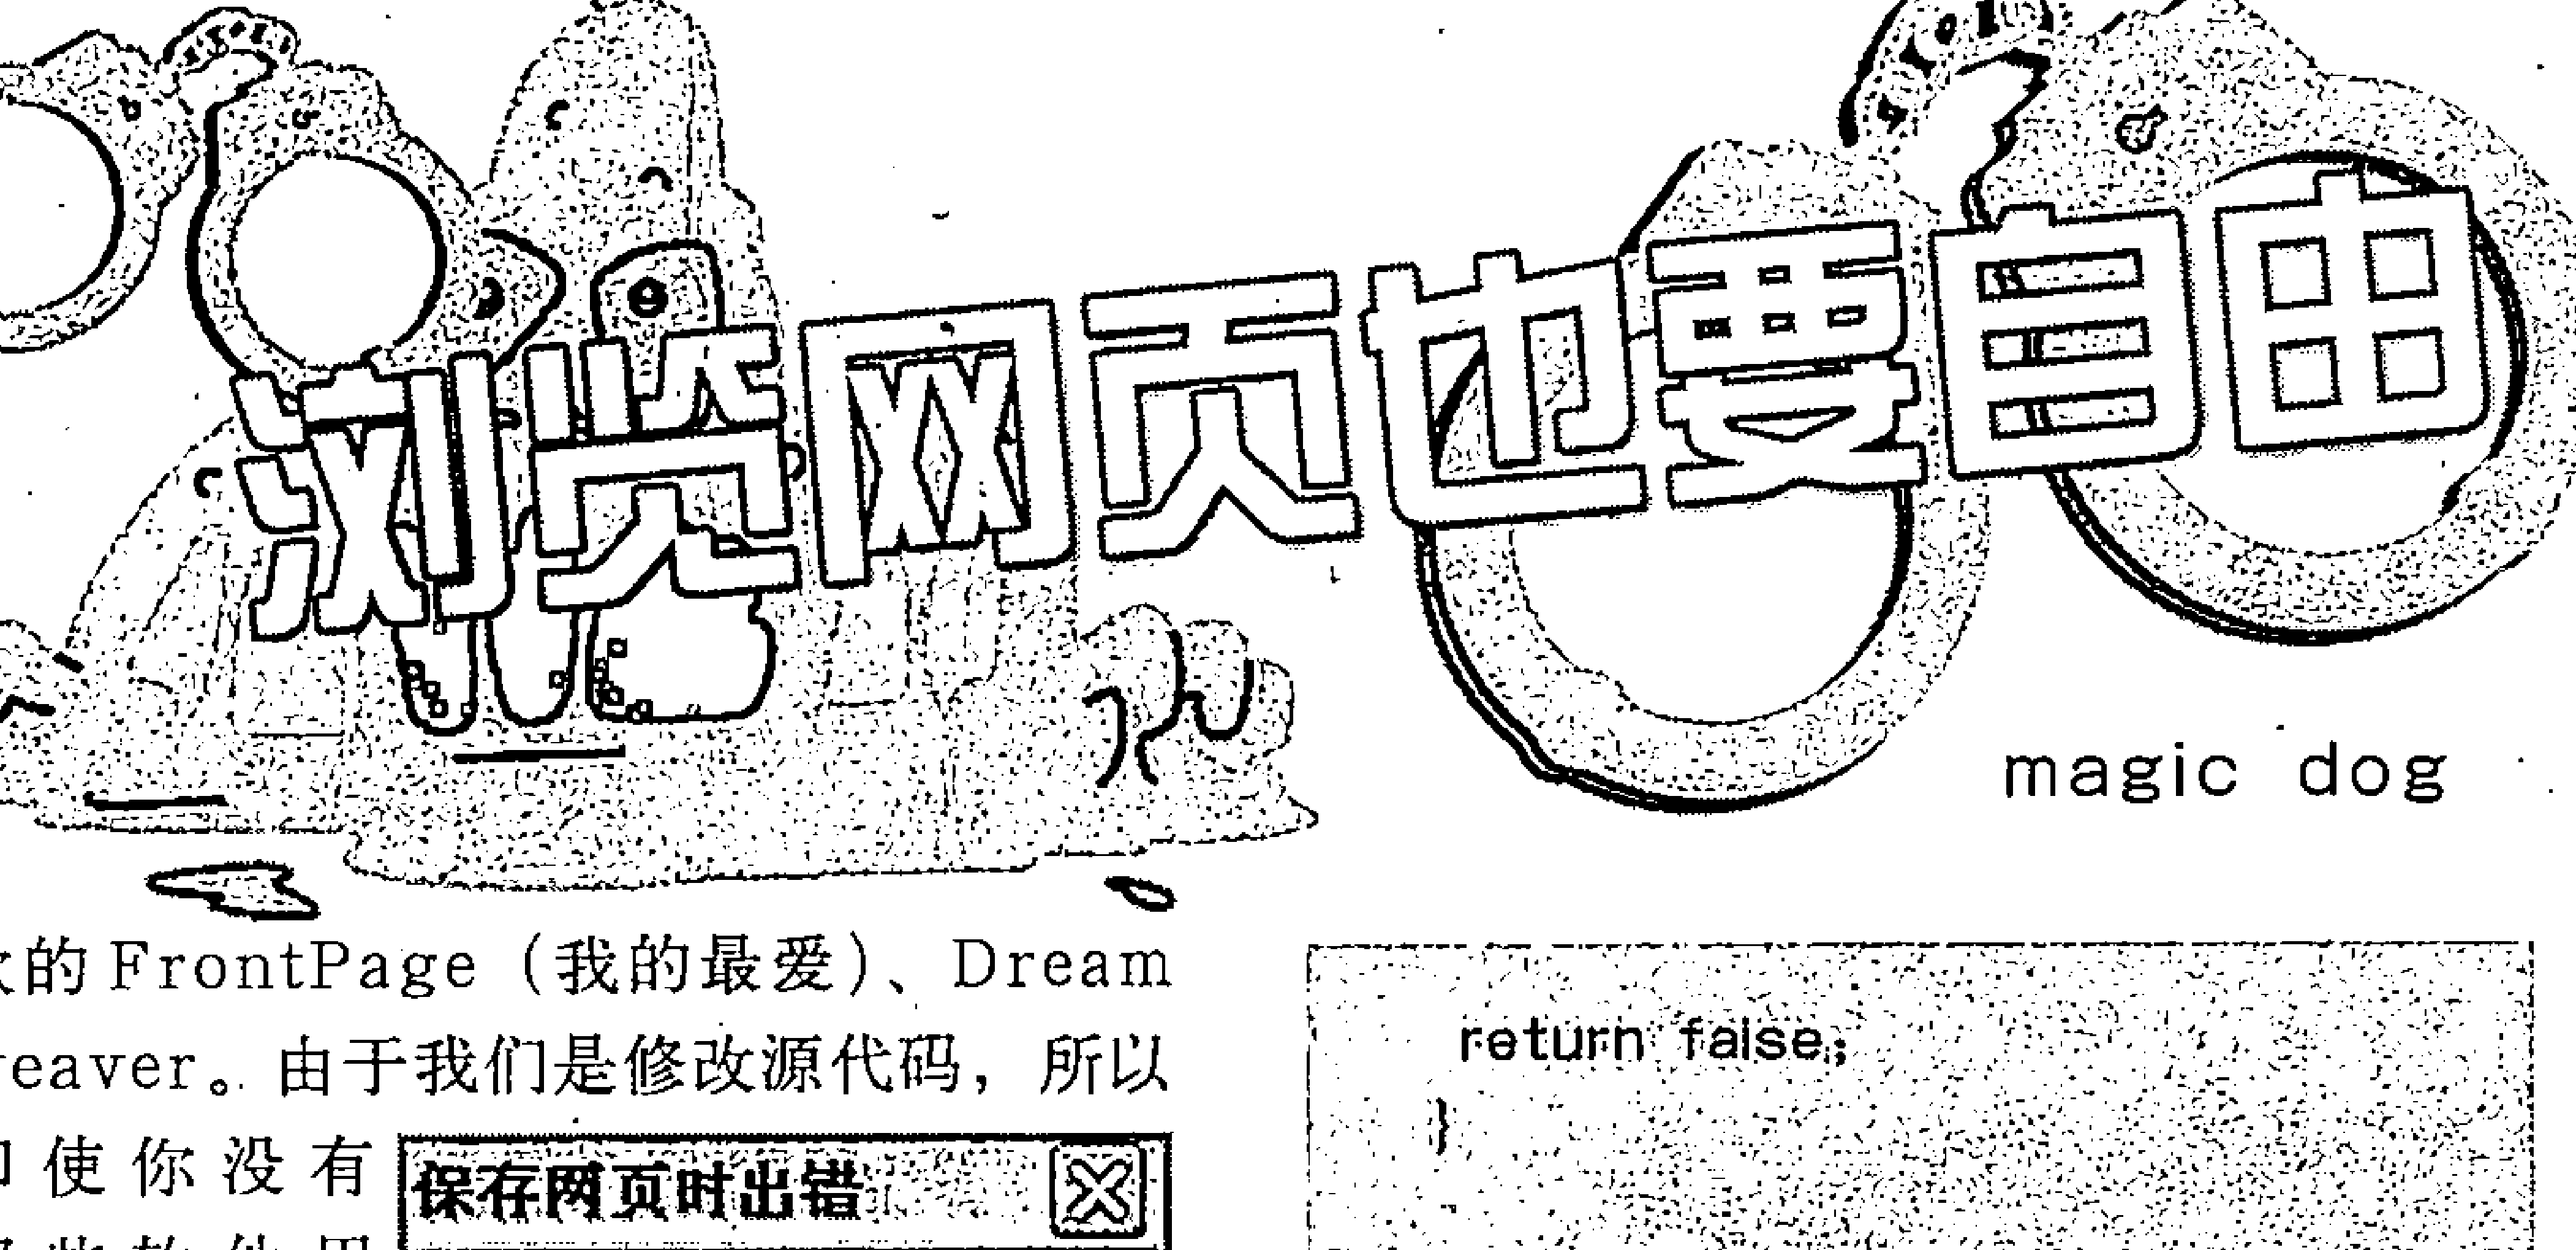 浏览网页也要自由
magic dog
的FrontPage（我的最爱）、Dream
eaver。由于我们是修改源代码，所以
使你没有
保存网页时出错
return false;
}